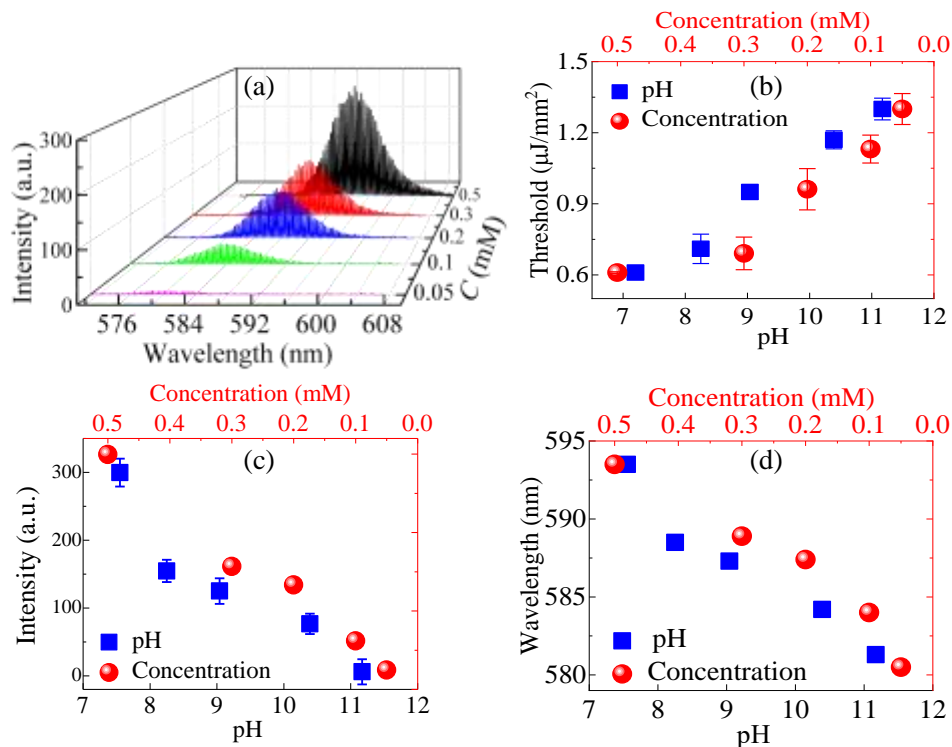 (a)
300
200
100
0
Intensity (a.u.)
576 584 592 600 608
Wavelength (nm)
0.5
0.3
0.2
0.1
0.05
C (mM)
Concentration (mM)
0.5 0.4 0.3 0.2 0.1 0.0
(b)
pH
Concentration
1.5
1.2
0.9
0.6
Threshold (μJ/mm²)
7 8 9 10 11 12
pH
Concentration (mM)
0.5 0.4 0.3 0.2 0.1 0.0
(c)
300
200
100
0
Intensity (a.u.)
pH
Concentration
7 8 9 10 11 12
pH
Concentration (mM)
0.5 0.4 0.3 0.2 0.1 0.0
(d)
595
590
585
580
Wavelength (nm)
pH
Concentration
7 8 9 10 11 12
pH